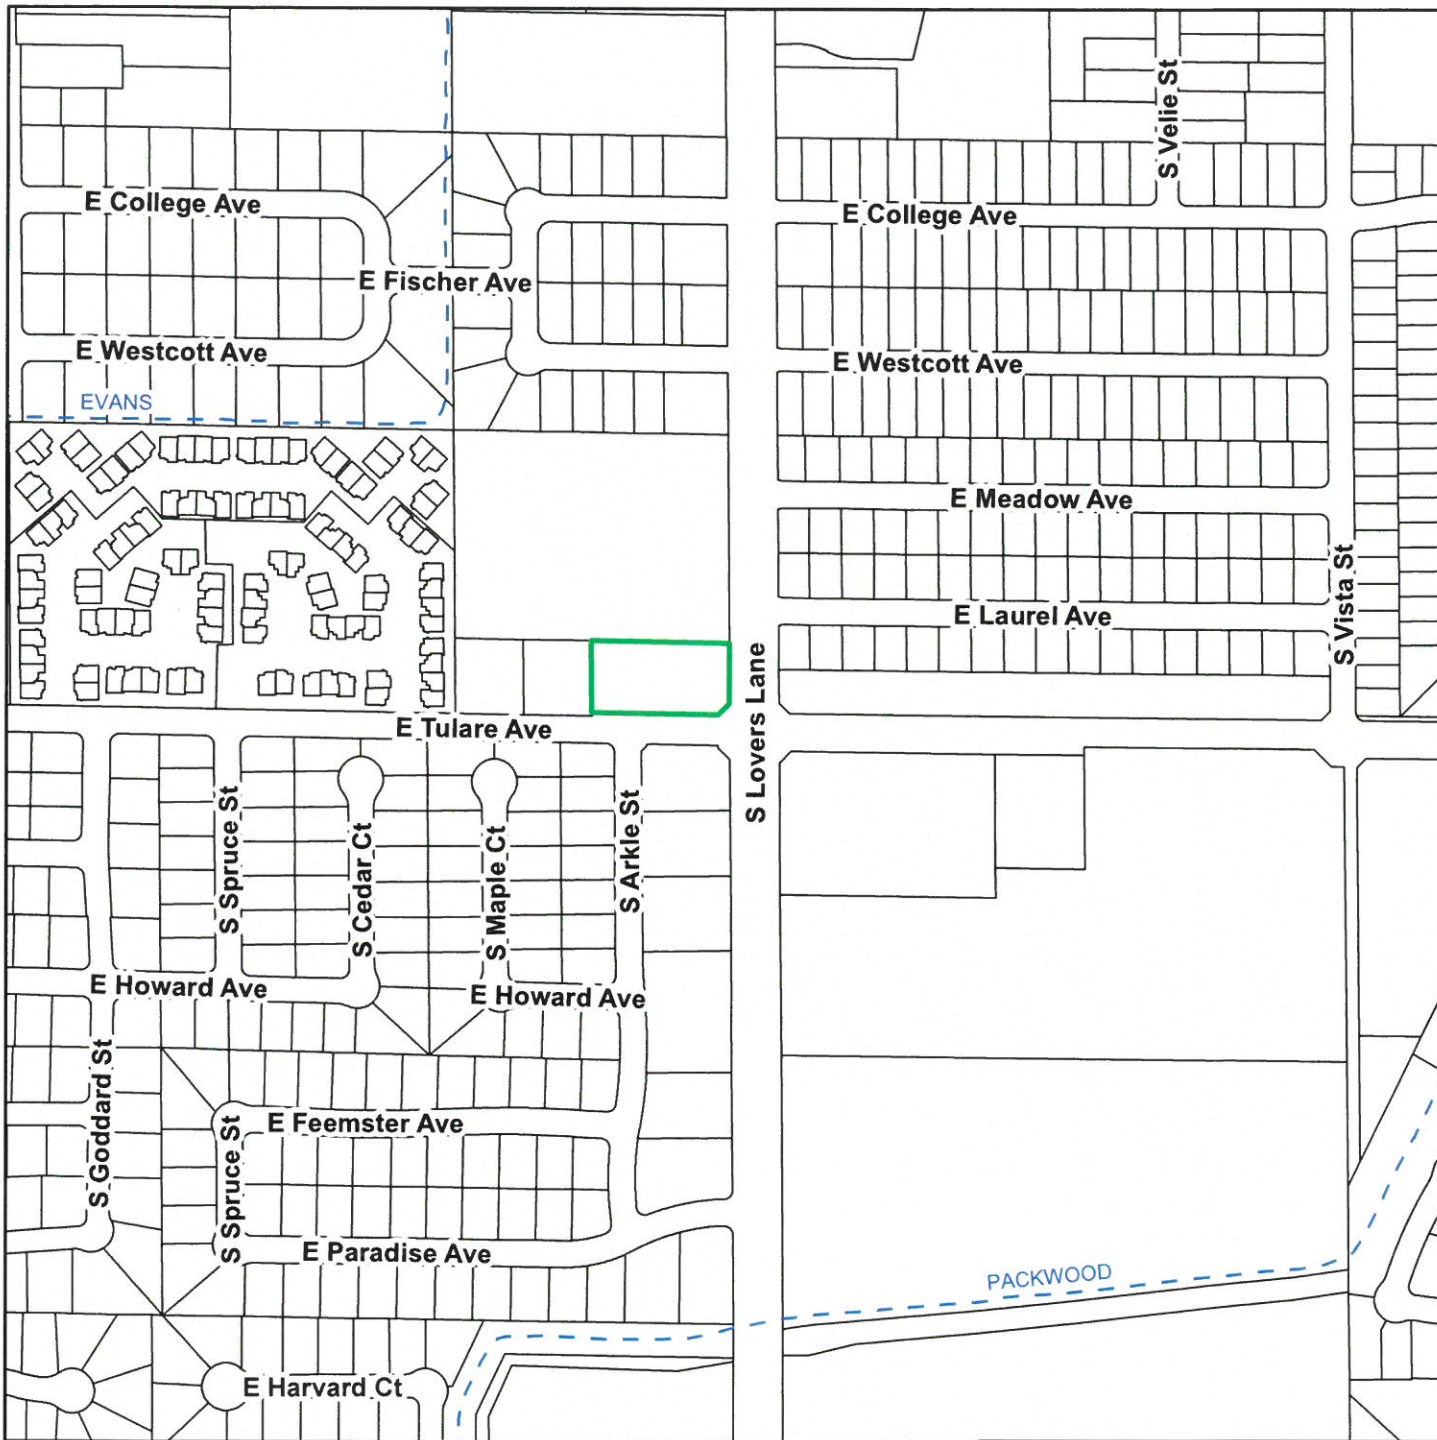 S Velie St
E College Ave
E College Ave
E Fischer Ave
E Westcott Ave
E Westcott Ave
EVANS
E Meadow Ave
S Vista St
E Laurel Ave
S Lovers Lane
E Tulare Ave
S Spruce St
S Cedar Ct
S Maple Ct
S Arkle St
E Howard Ave
E Howard Ave
S Goddard St
E Feemster Ave
S Spruce St
E Paradise Ave
PACKWOOD
E Harvard Ct